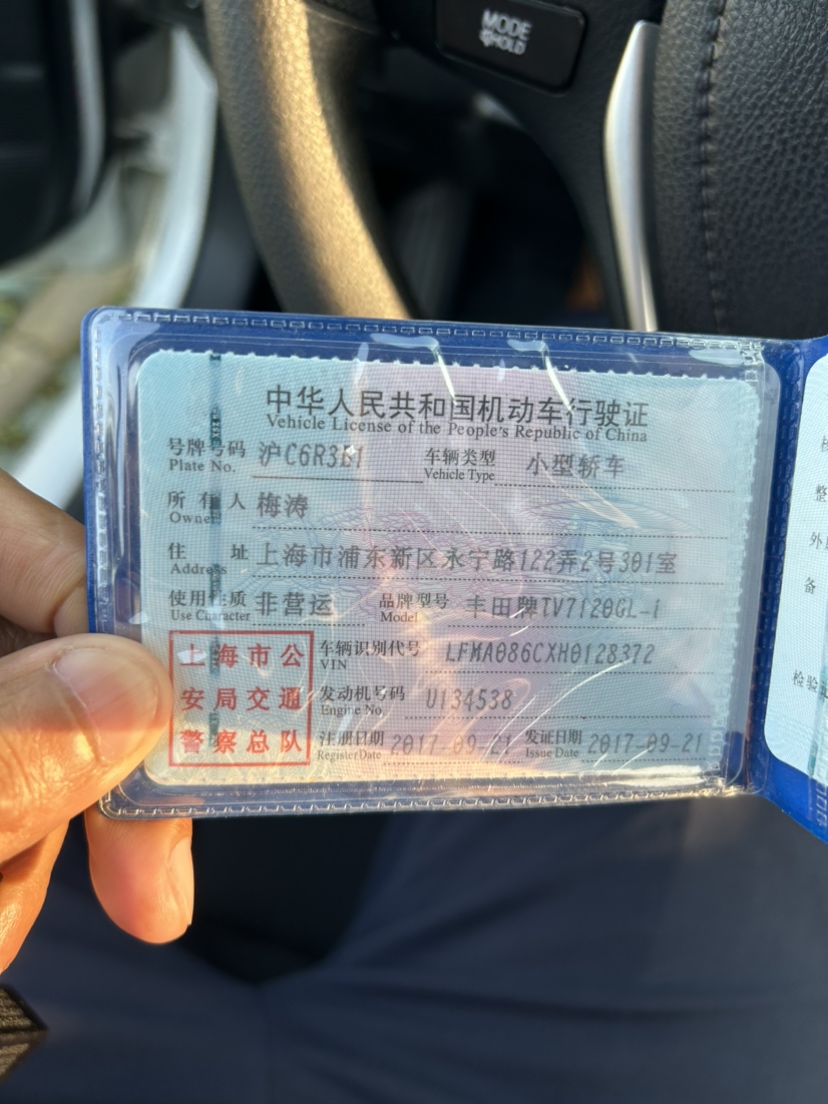 MODE
HOLD
中华人民共和国机动车行驶证
Vehicle License of the People's Republic of China
号牌号码 Plate No. 车辆类型 Vehicle Type 小型轿车
所有人 Owner 梅涛
住址 Address 上海市浦东新区永宁路122弄2号301室
使用性质 Use Character 非营运 品牌型号 Model 丰田牌TV7120GL-i
上海市公 车辆识别代号 VIN LFMA086CXH0128372
安局交通 发动机号码 Engine No. U134538
警察总队 注册日期 Register Date 2017-09-21 发证日期 Issue Date 2017-09-21
整
备
检验